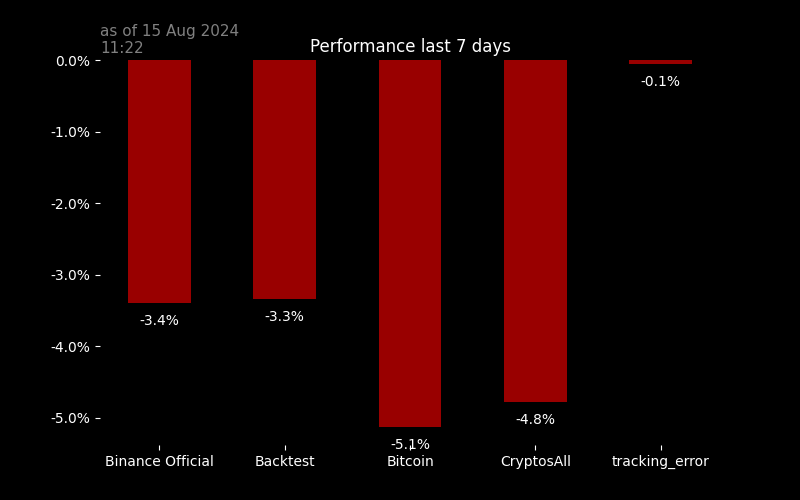 as of 15 Aug 2024
11:22
Performance last 7 days
0.0%
-1.0%
-2.0%
-3.0%
-4.0%
-5.0%
-3.4%
-3.3%
-5.1%
-4.8%
-0.1%
Binance Official
Backtest
Bitcoin
CryptosAll
tracking_error